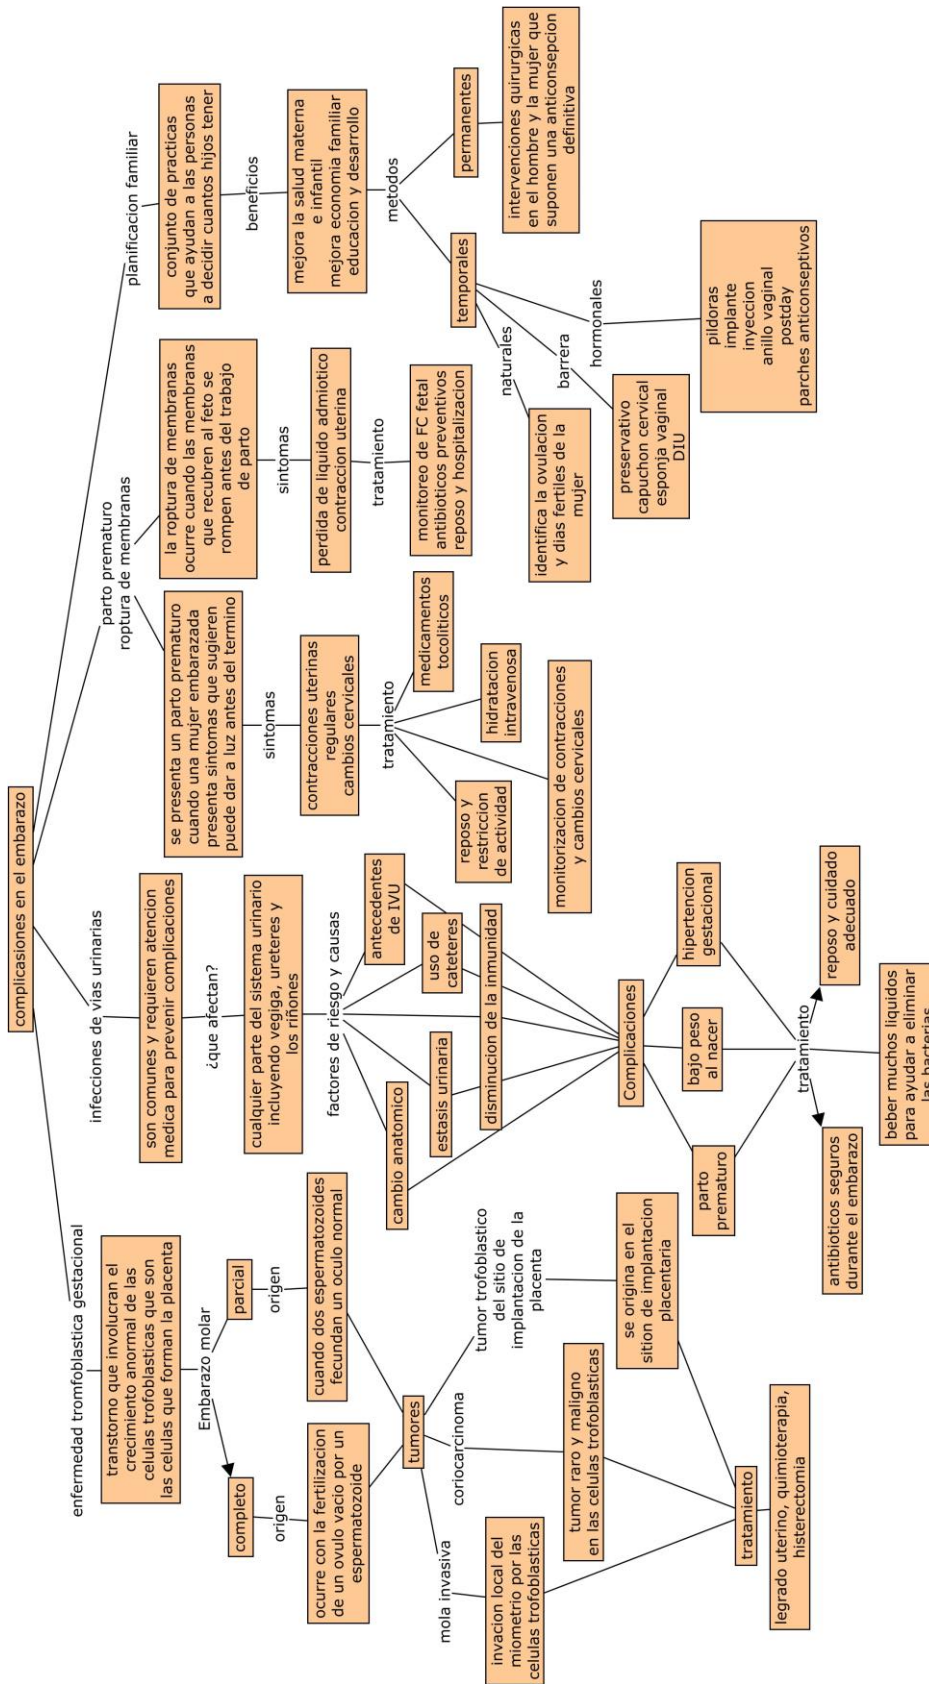 complicasiones en el embarazo
enfermedad tromfoblastica gestacional
transtorno que involucran el
crecimiento anormal de las
celulas trofoblasticas que son
las celulas que forman la placenta
Embarazo molar
completo
parcial
origen
origen
ocurre con la fertilizacion
de un ovulo vacio por un
espermatozoide
cuando dos espermatozoides
fecundan un oculo normal
tumores
mola invasiva
coriocarcinoma
tumor trofoblastico
del sitio de
implantacion de la
placenta
invacion local del
miometrio por las
celulas trofoblasticas
tumor raro y maligno
en las celulas trofoblasticas
se origina en el
sition de implantacion
placentaria
tratamiento
legrado uterino, quimioterapia,
histerectomia
infecciones de vias urinarias
son comunes y requieren atencion
medica para prevenir complicaciones
¿que afectan?
cualquier parte del sistema urinario
incluyendo vegiga, ureteres y
los riñones
factores de riesgo y causas
cambio anatomico
estasis urinaria
disminucion de la inmunidad
uso de
cateteres
antecedentes
de IVU
Complicaciones
parto
prematuro
bajo peso
al nacer
hipertencion
gestacional
tratamiento
antibioticos seguros
durante el embarazo
beber muchos liquidos
para ayudar a eliminar
las bacterias
reposo y cuidado
adecuado
parto prematuro
roptura de membranas
se presenta un parto prematuro
cuando una mujer embarazada
presenta sintomas que sugieren
puede dar a luz antes del termino
sintomas
contracciones uterinas
regulares
cambios cervicales
tratamiento
reposo y
restriccion
de actividad
monitorizacion de contracciones
y cambios cervicales
hidratacion
intravenosa
medicamentos
tocoliticos
la roptura de membranas
ocurre cuando las membranas
que recubren al feto se
rompen antes del trabajo
de parto
sintomas
perdida de liquido admiotico
contraccion uterina
tratamiento
monitoreo de FC fetal
antibioticos preventivos
reposo y hospitalizacion
planificacion familiar
conjunto de practicas
que ayudan a las personas
a decidir cuantos hijos tener
beneficios
mejora la salud materna
e infantil
mejora economia familiar
educacion y desarrollo
metodos
temporales
permanentes
naturales
barrera
hormonales
identifica la ovulacion
y dias fertiles de la
mujer
preservativo
capuchon cervical
esponja vaginal
DIU
pildoras
implante
inyeccion
anillo vaginal
postday
parches anticonseptivos
intervenciones quirurgicas
en el hombre y la mujer que
suponen una anticonsepcion
definitiva